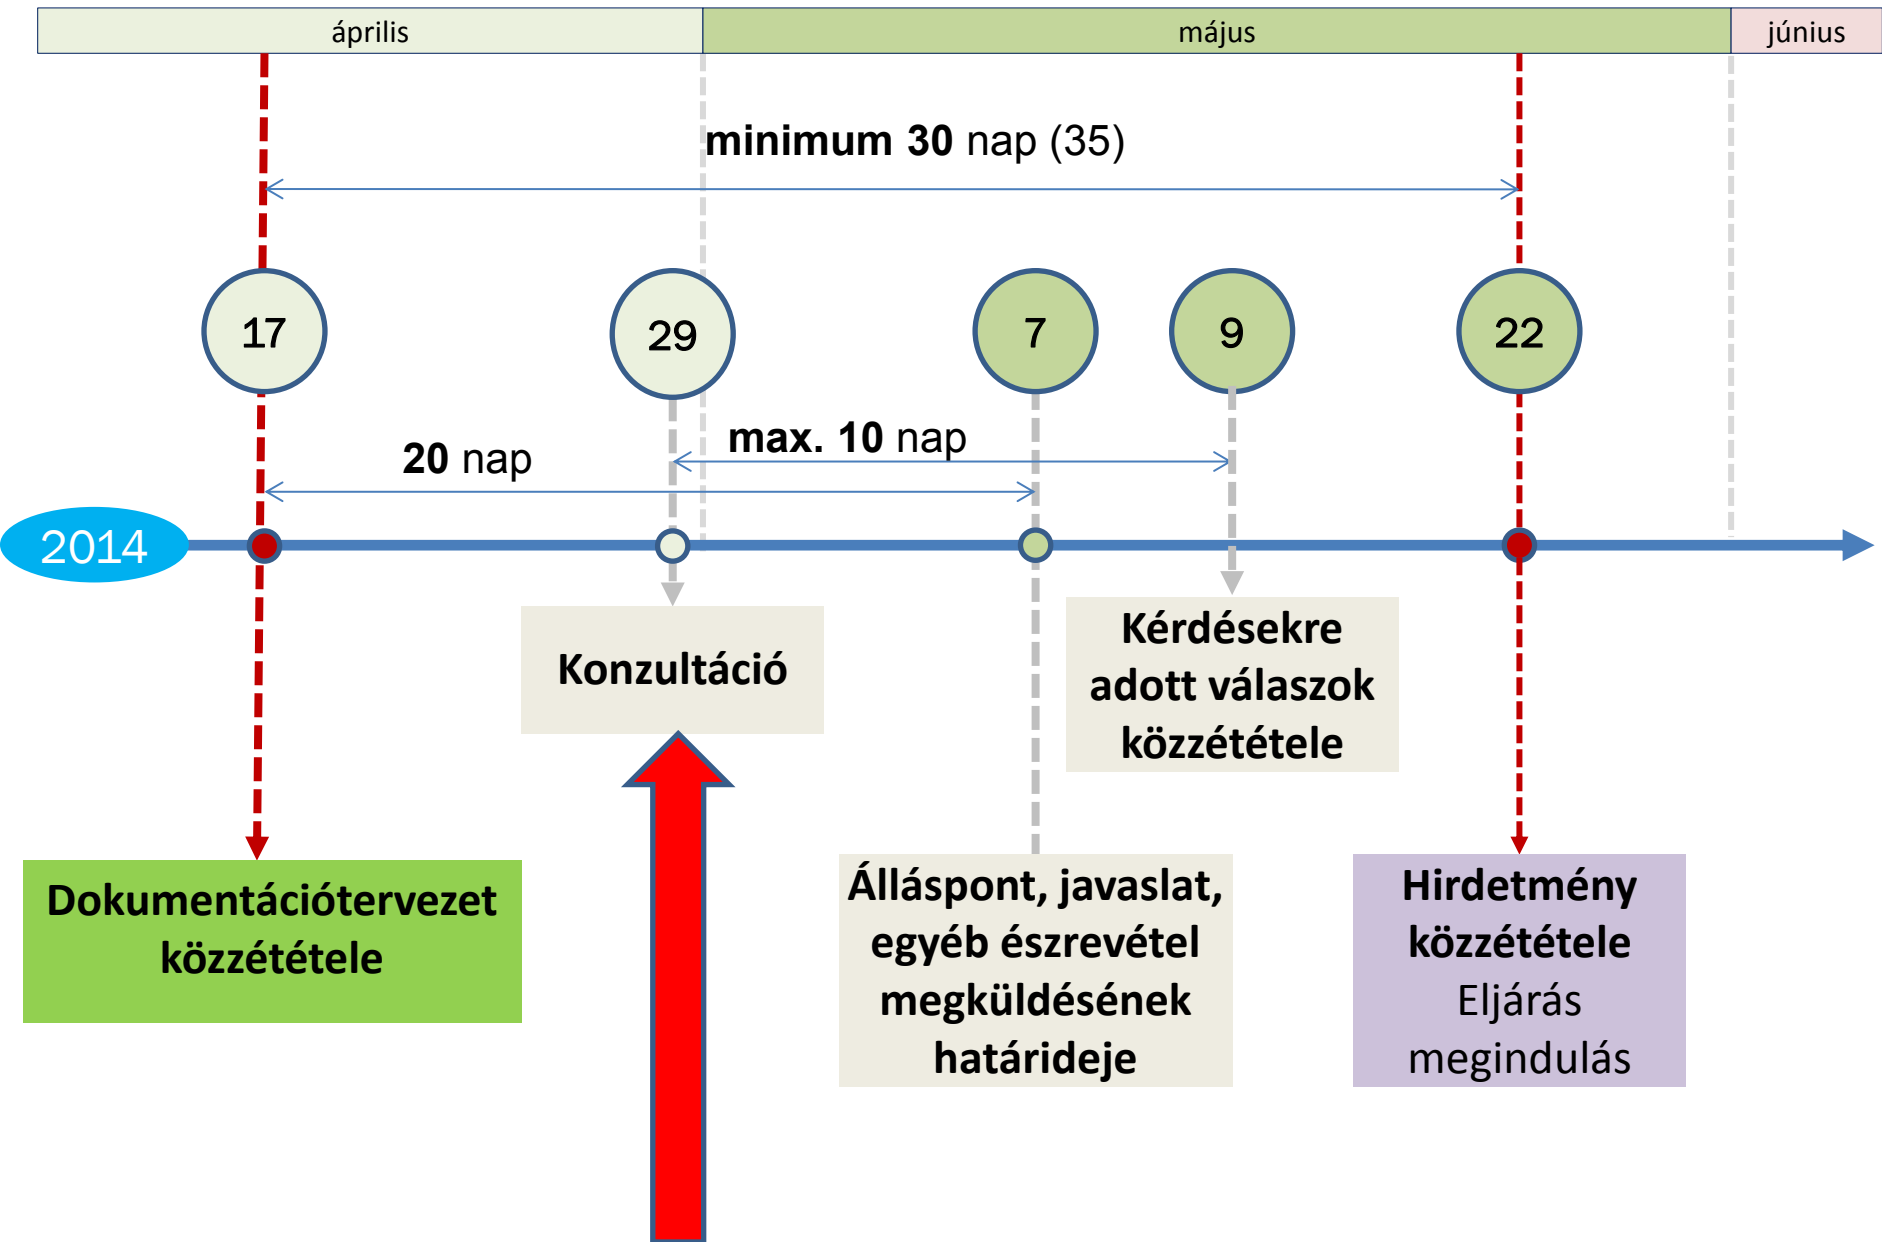 április
május
június
minimum 30 nap (35)
17
29
7
9
22
20 nap
max. 10 nap
2014
Konzultáció
Kérdésekre
adott válaszok
közzététele
Dokumentációtervezet
közzététele
Álláspont, javaslat,
egyéb észrevétel
megküldésének
határideje
Hirdetmény
közzététele
Eljárás
megindulás